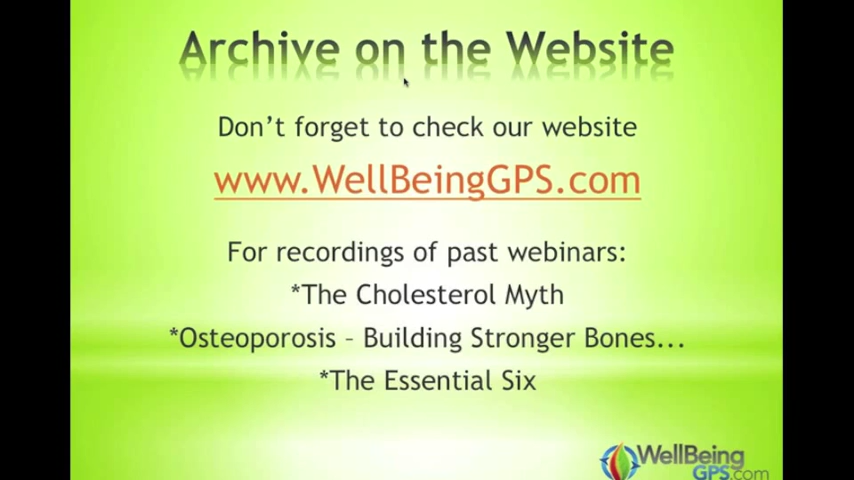 Archive on the Website
Don't forget to check our website
www.WellBeingGPS.com
For recordings of past webinars:
*The Cholesterol Myth
*Osteoporosis – Building Stronger Bones...
*The Essential Six
WellBeing
GPS.com